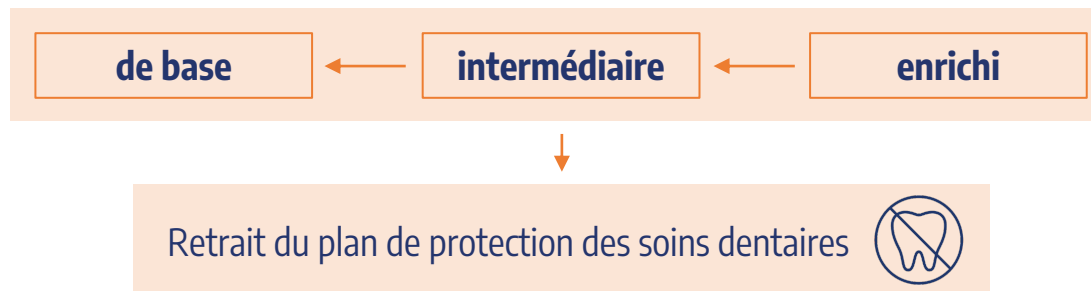 de base
intermédiaire
enrichi
Retrait du plan de protection des soins dentaires